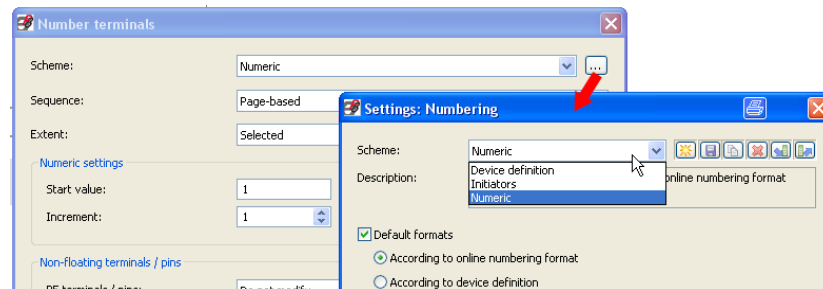 Number terminals
Scheme:
Numeric
...
Sequence:
Page-based
Extent:
Selected
Numeric settings
Start value:
1
Increment:
1
Non-floating terminals / pins
Settings: Numbering
Scheme:
Numeric
Device definition
Initiators
Numeric
Description:
online numbering format
Default formats
According to online numbering format
According to device definition